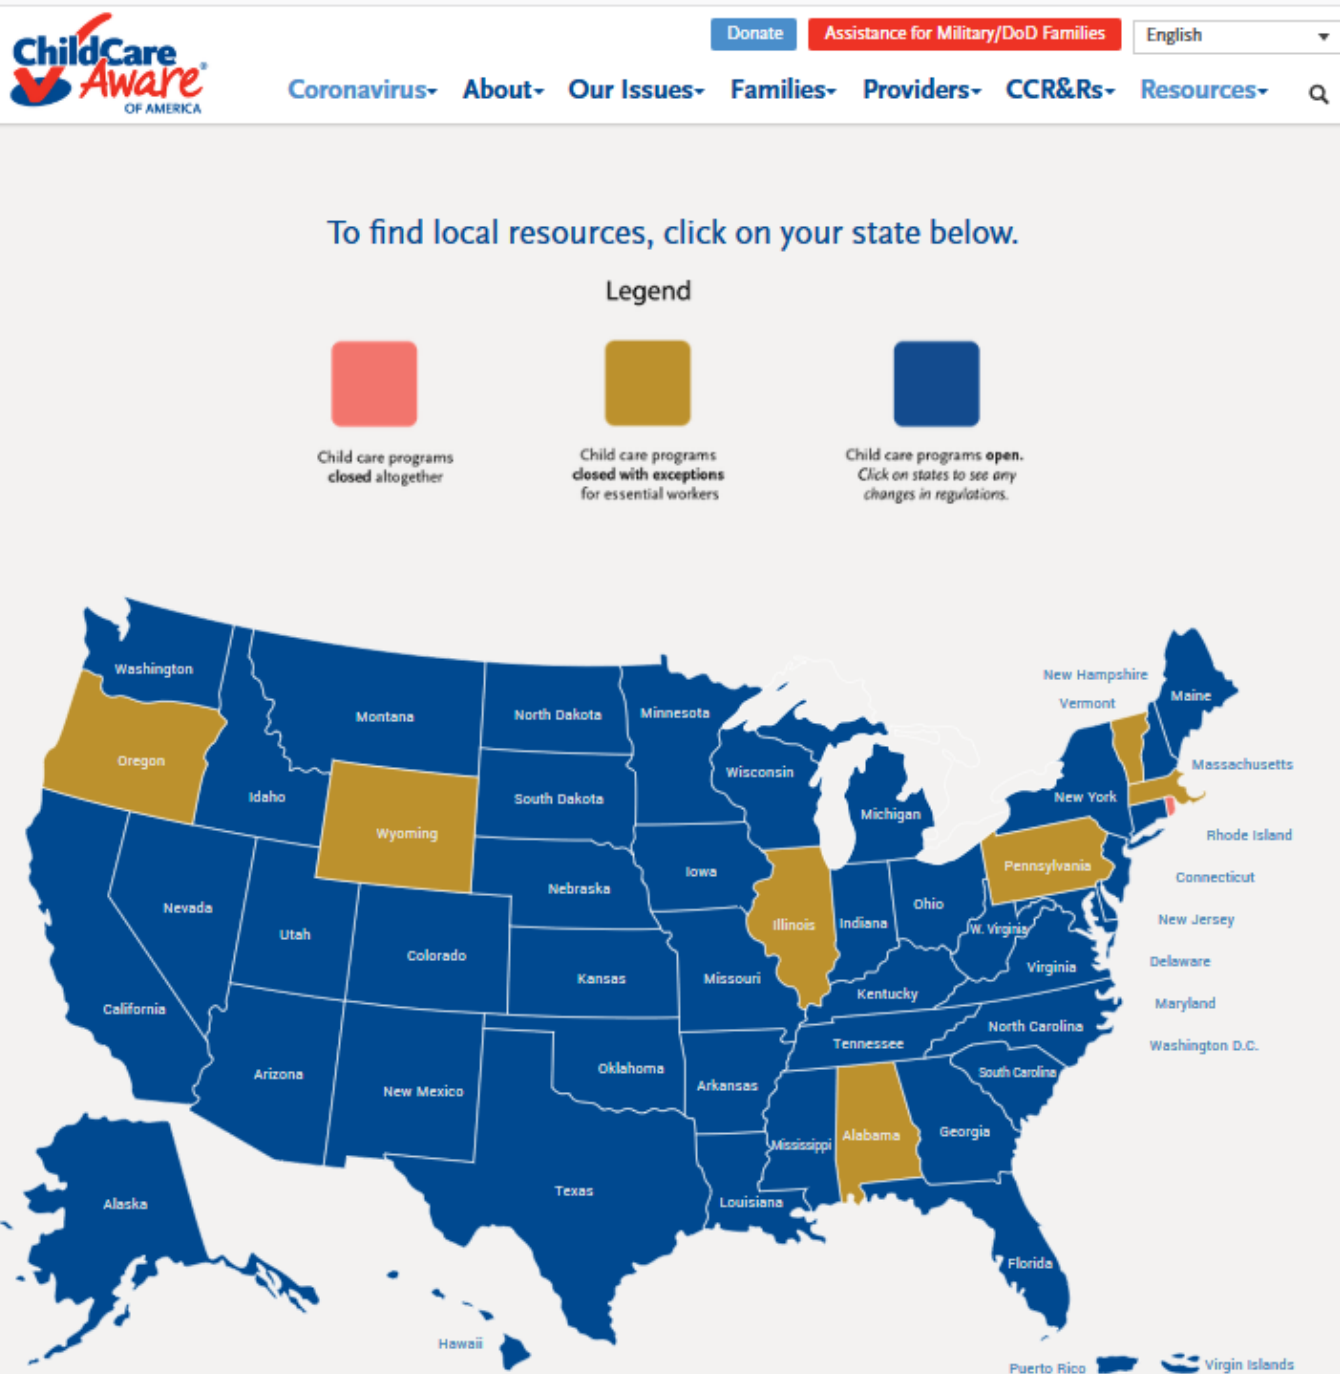 ChildCare
Aware®
OF AMERICA
Donate
Assistance for Military/DoD Families
English
Coronavirus
About
Our Issues
Families
Providers
CCR&Rs
Resources
To find local resources, click on your state below.
Legend
Child care programs
closed altogether
Child care programs
closed with exceptions
for essential workers
Child care programs open.
Click on states to see any
changes in regulations.
Washington
Montana
North Dakota
Minnesota
New Hampshire
Vermont
Maine
Oregon
Idaho
Wyoming
South Dakota
Wisconsin
Michigan
New York
Massachusetts
Rhode Island
Nevada
Utah
Colorado
Nebraska
Iowa
Illinois
Indiana
Ohio
Pennsylvania
Connecticut
New Jersey
W. Virginia
Virginia
Delaware
Maryland
Washington D.C.
California
Kansas
Missouri
Kentucky
Arizona
New Mexico
Oklahoma
Arkansas
Tennessee
North Carolina
South Carolina
Mississippi
Alabama
Georgia
Alaska
Texas
Louisiana
Florida
Hawaii
Puerto Rico
Virgin Islands